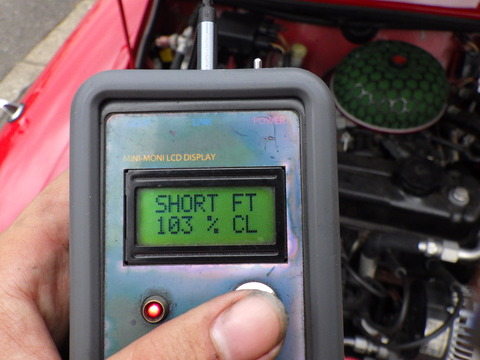 POWER
MINI-MONI LCD DISPLAY
SHORT FT
103 % CL